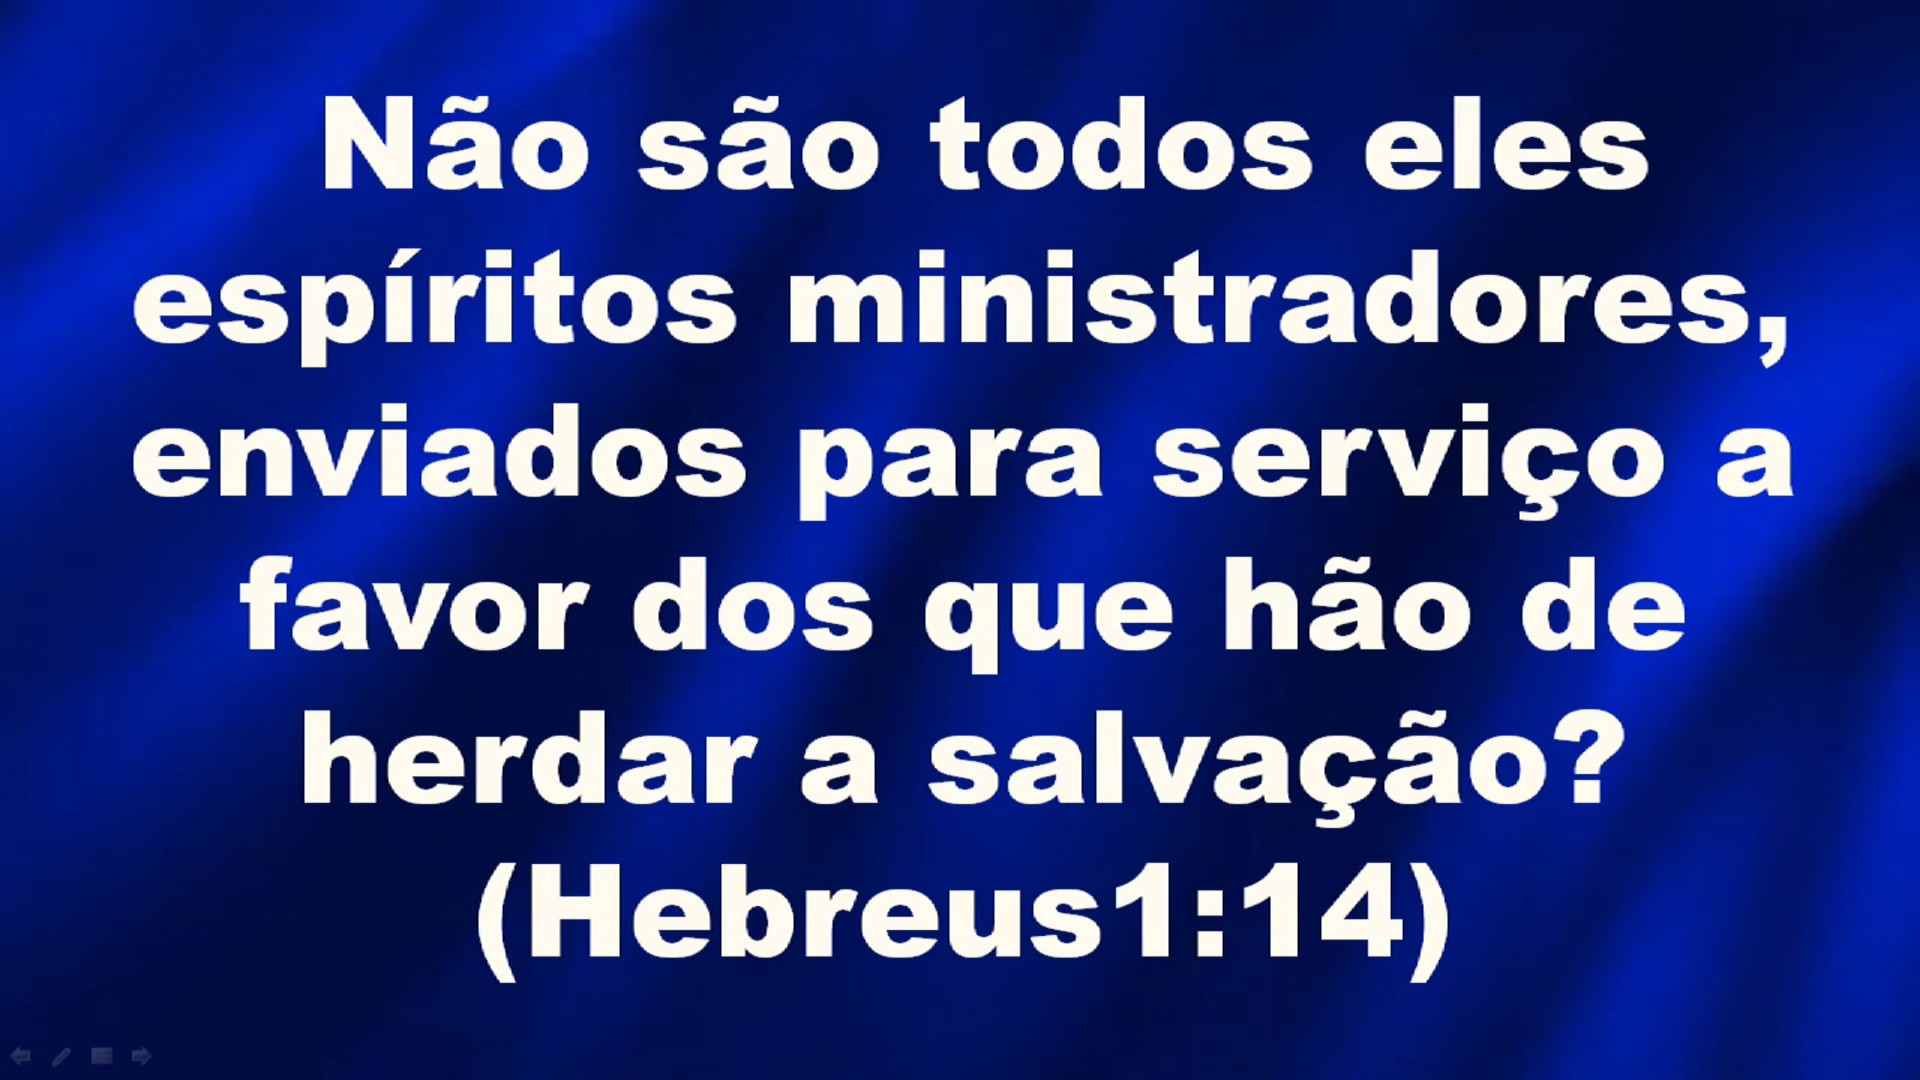 Não são todos eles
espíritos ministradores,
enviados para serviço a
favor dos que hão de
herdar a salvação?
(Hebreus1:14)